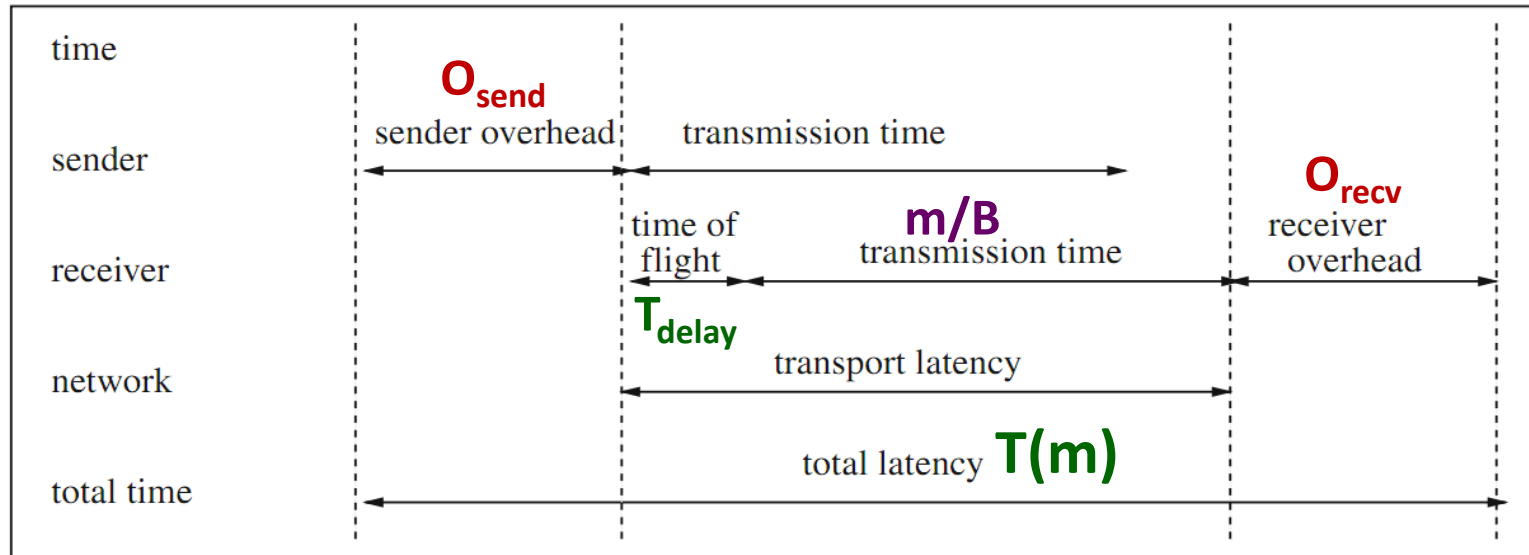 time
O_send
sender overhead
transmission time
sender
O_recv
time of
flight
m/B
transmission time
receiver
overhead
receiver
T_delay
transport latency
network
total latency T(m)
total time